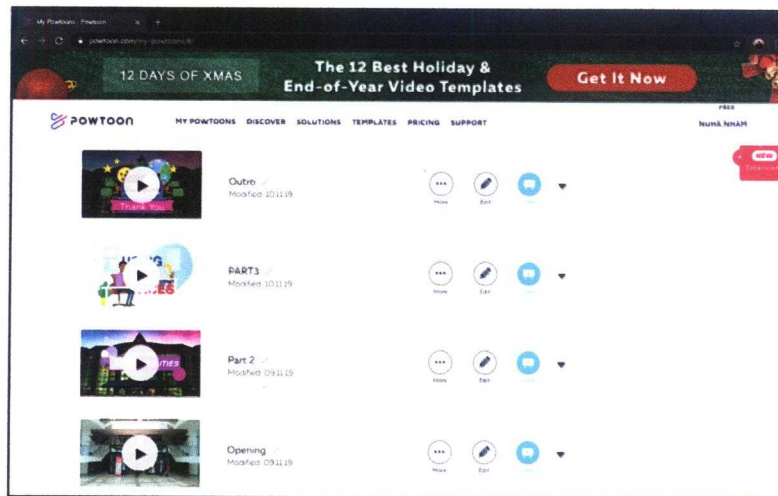 My Powtoons | Powtoon
powtoon.com/my-powtoons/#/
12 DAYS OF XMAS
The 12 Best Holiday &
End-of-Year Video Templates
Get It Now
POWTOON
MY POWTOONS DISCOVER SOLUTIONS TEMPLATES PRICING SUPPORT
FREE
NUHA NHAM
NEW
Thank You
Outro
Modified: 10.11.19
More Edit
PART3
Modified: 10.11.19
More Edit
Part 2
Modified: 09.11.19
More Edit
Opening
Modified: 09.11.19
More Edit